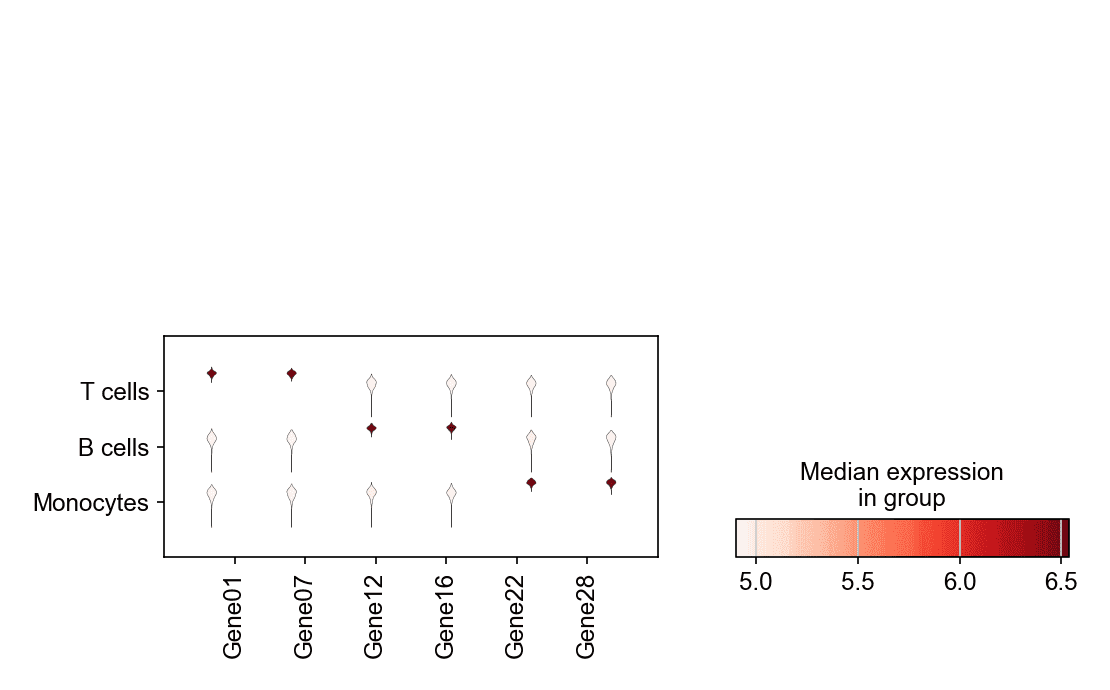 T cells
B cells
Monocytes
Gene01
Gene07
Gene12
Gene16
Gene22
Gene28
Median expression
in group
5.0 5.5 6.0 6.5